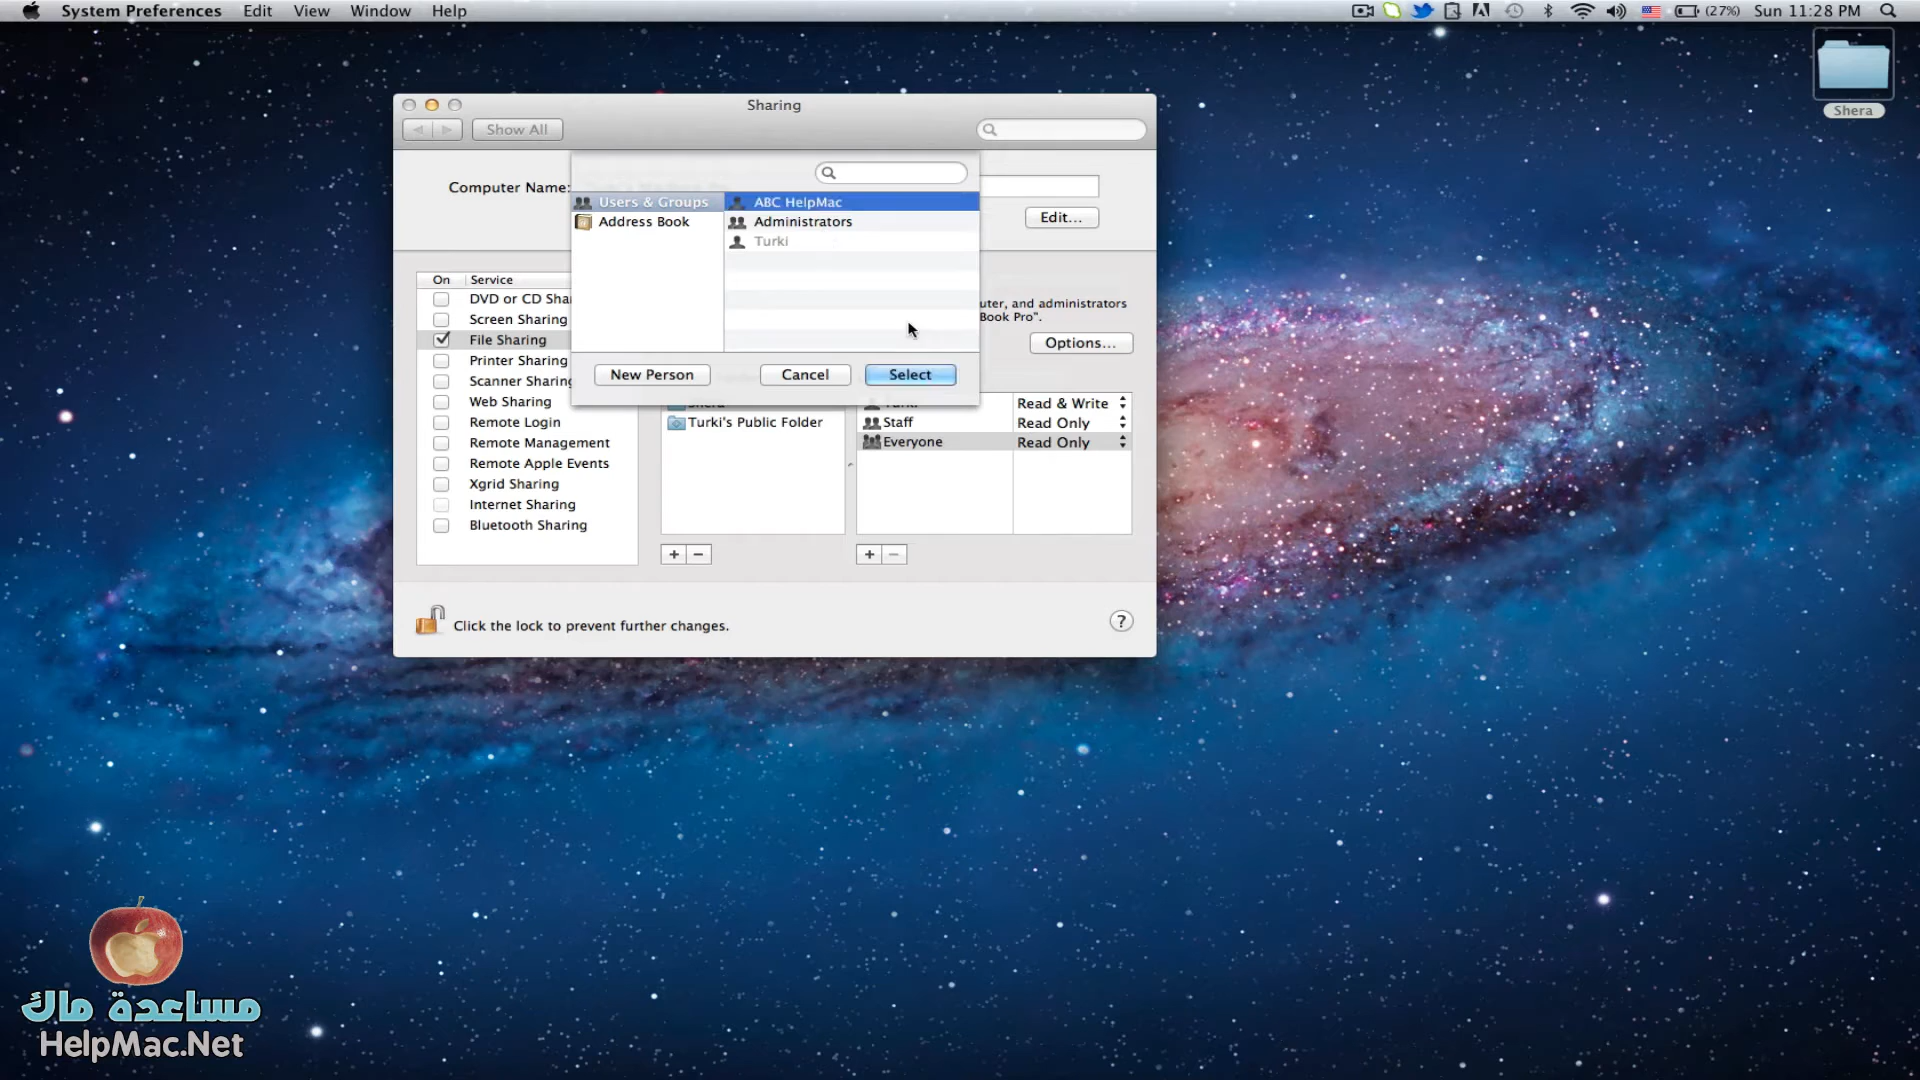 System Preferences Edit View Window Help
(27%) Sun 11:28 PM
Shera
Sharing
Show All
Computer Name:
Edit...
Users & Groups
Address Book
ABC HelpMac
Administrators
Turki
New Person Cancel Select
On Service
DVD or CD Sha
Screen Sharing
File Sharing
Printer Sharing
Scanner Sharing
Web Sharing
Remote Login
Remote Management
Remote Apple Events
Xgrid Sharing
Internet Sharing
Bluetooth Sharing
uter, and administrators
Book Pro".
Options...
Turki's Public Folder
Turki Read & Write
Staff Read Only
Everyone Read Only
Click the lock to prevent further changes.
?
مساعدة ماك
HelpMac.Net